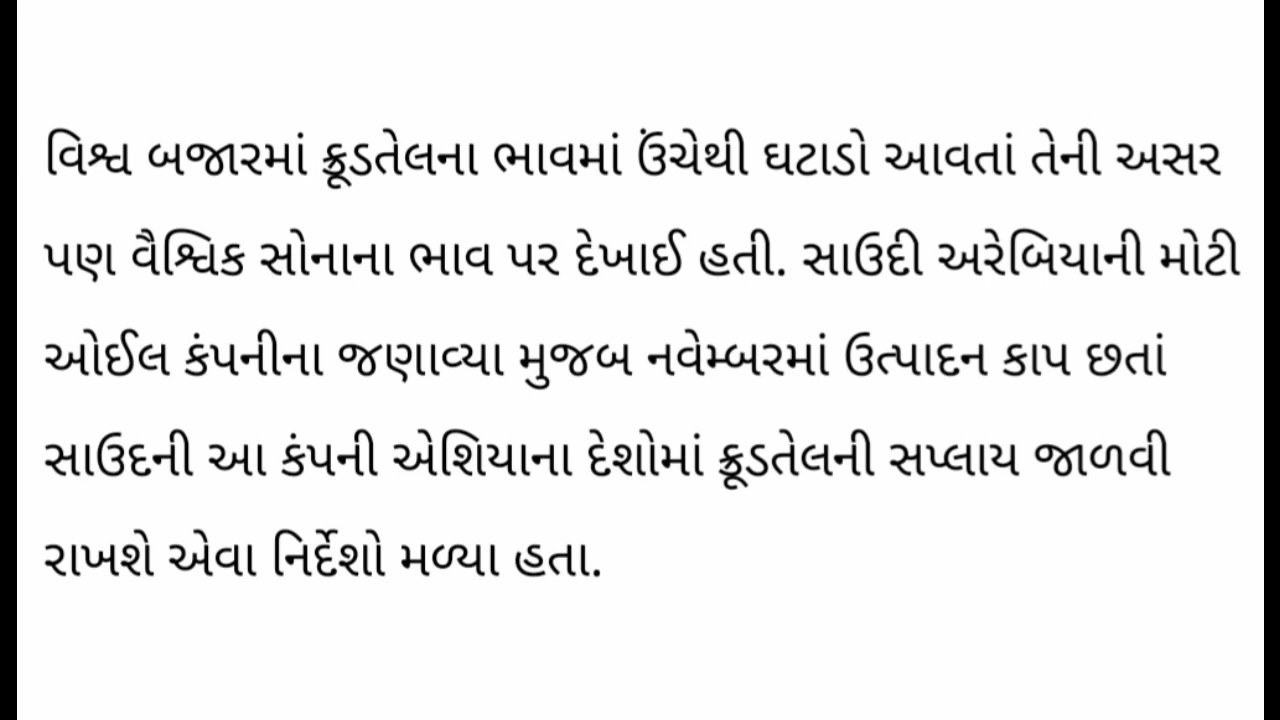 વિશ્વ બજારમાં ક્રૂડતેલના ભાવમાં ઉંચેથી ઘટાડો આવતાં તેની અસર
પણ વૈશ્વિક સોનાના ભાવ પર દેખાઈ હતી. સાઉદી અરેબિયાની મોટી
ઓઈલ કંપનીના જણાવ્યા મુજબ નવેમ્બરમાં ઉત્પાદન કાપ છતાં
સાઉદની આ કંપની એશિયાના દેશોમાં ક્રૂડતેલની સપ્લાય જાળવી
રાખશે એવા નિર્દેશો મળ્યા હતા.